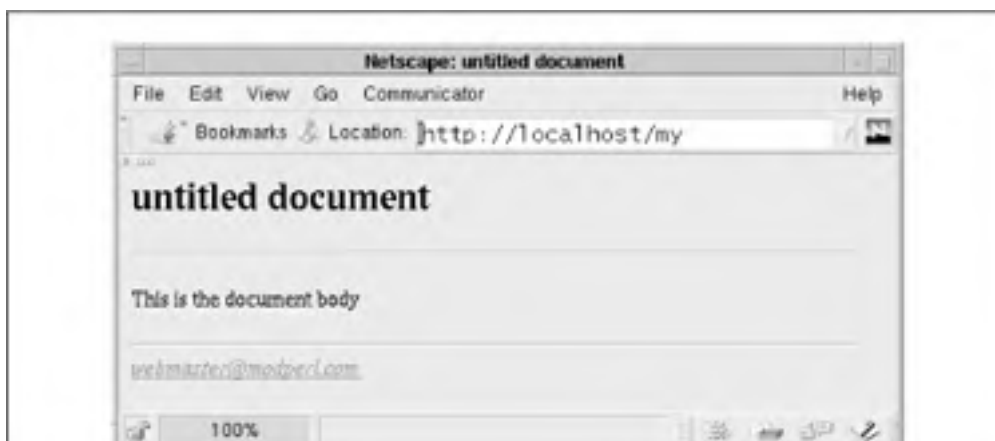 Netscape: untitled document
File Edit View Go Communicator Help
Bookmarks Location: http://localhost/my
untitled document
This is the document body
webmaster@modperl.com
100%